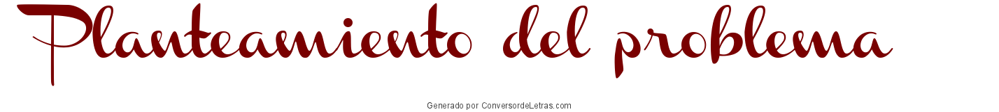 Planteamiento del problema
Generado por ConversordeLetras.com